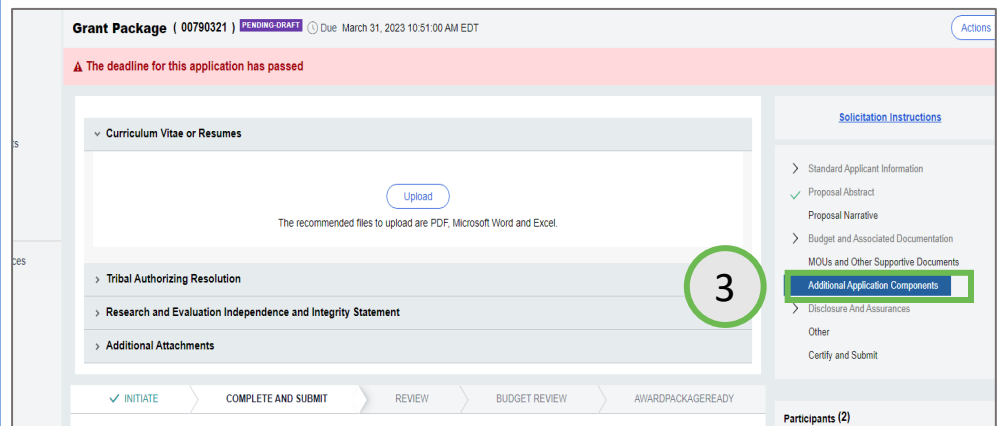 Grant Package ( 00790321 ) PENDING-DRAFT Due March 31, 2023 10:51:00 AM EDT
Actions
The deadline for this application has passed
Solicitation Instructions
Curriculum Vitae or Resumes
Upload
The recommended files to upload are PDF, Microsoft Word and Excel.
Tribal Authorizing Resolution
Research and Evaluation Independence and Integrity Statement
Additional Attachments
3
Standard Applicant Information
Proposal Abstract
Proposal Narrative
Budget and Associated Documentation
MOUs and Other Supportive Documents
Additional Application Components
Disclosure And Assurances
Other
Certify and Submit
INITIATE COMPLETE AND SUBMIT REVIEW BUDGET REVIEW AWARDPACKAGEREADY
Participants (2)